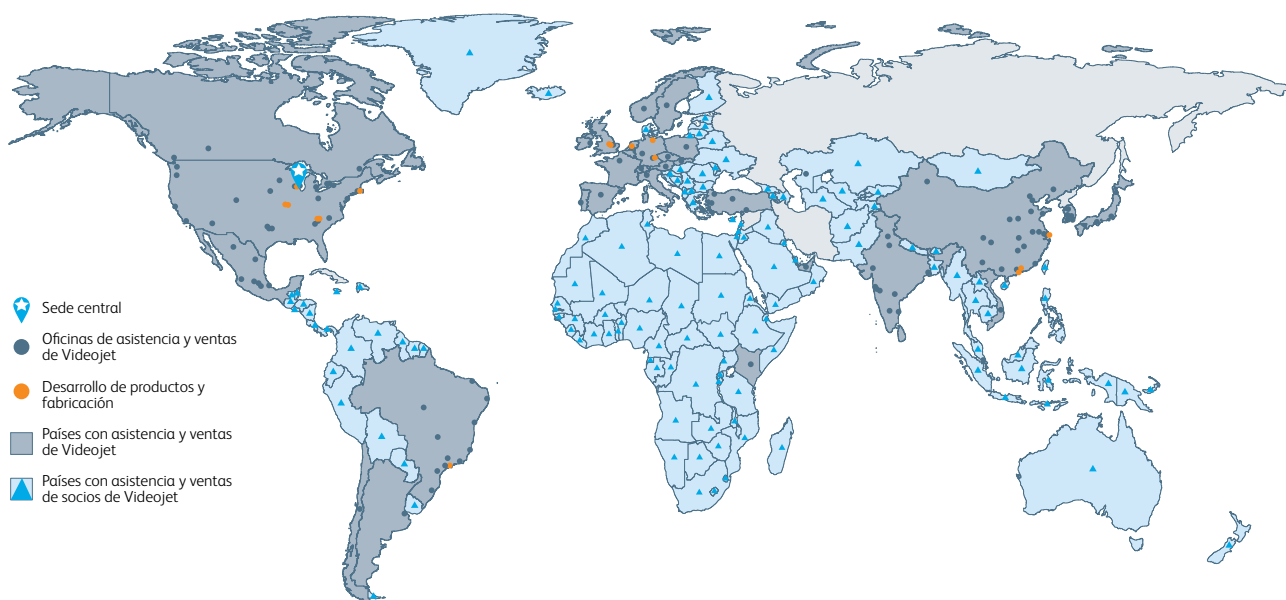 Sede central
Oficinas de asistencia y ventas
de Videojet
Desarrollo de productos y
fabricación
Países con asistencia y ventas
de Videojet
Países con asistencia y ventas
de socios de Videojet